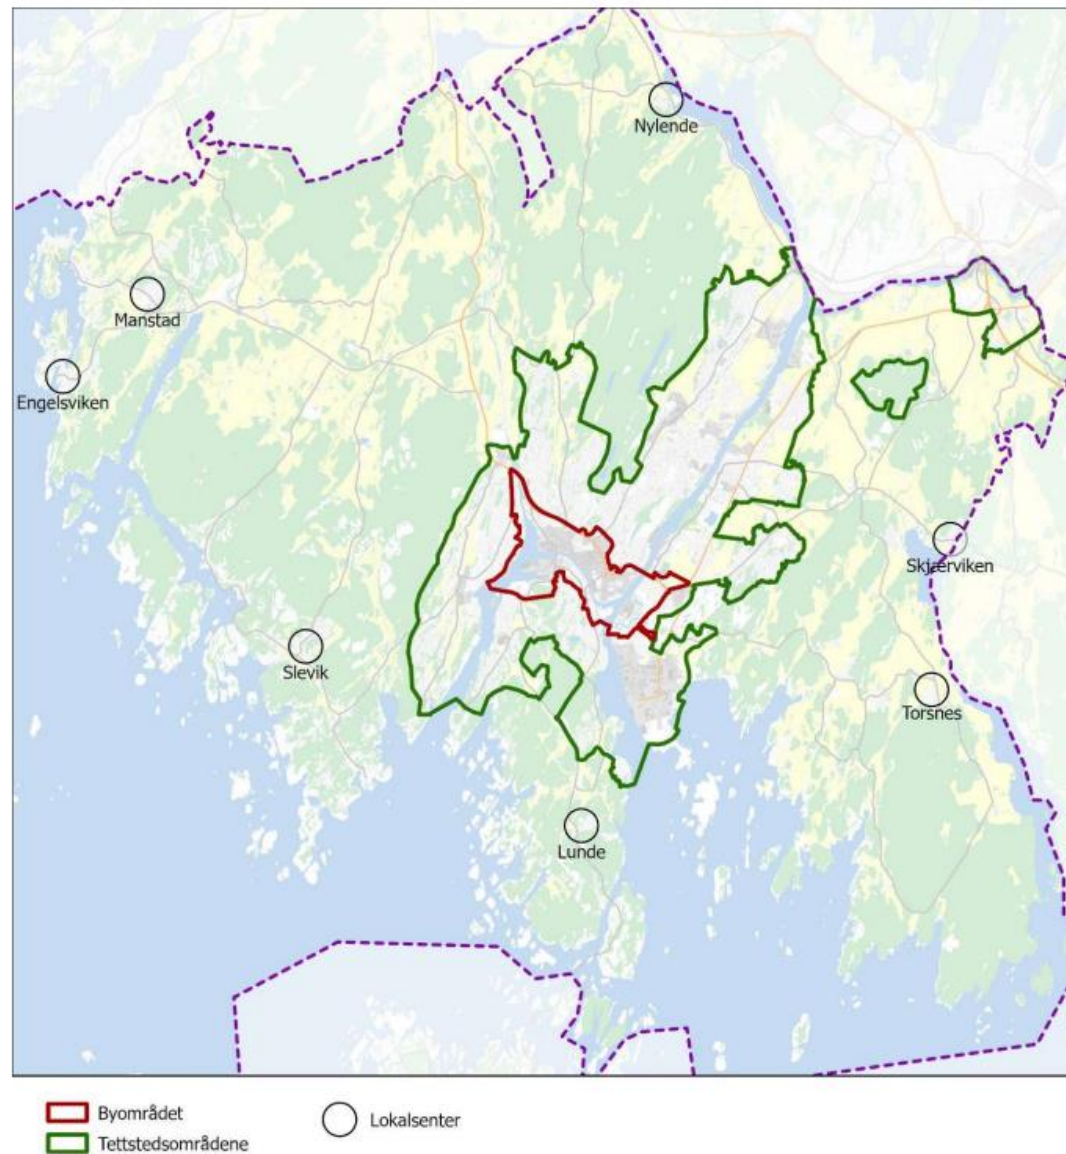 Nylende
Manstad
Engelsviken
Skjærviken
Slevik
Torsnes
Lunde
Byområdet
Lokalsenter
Tettstedsområdene